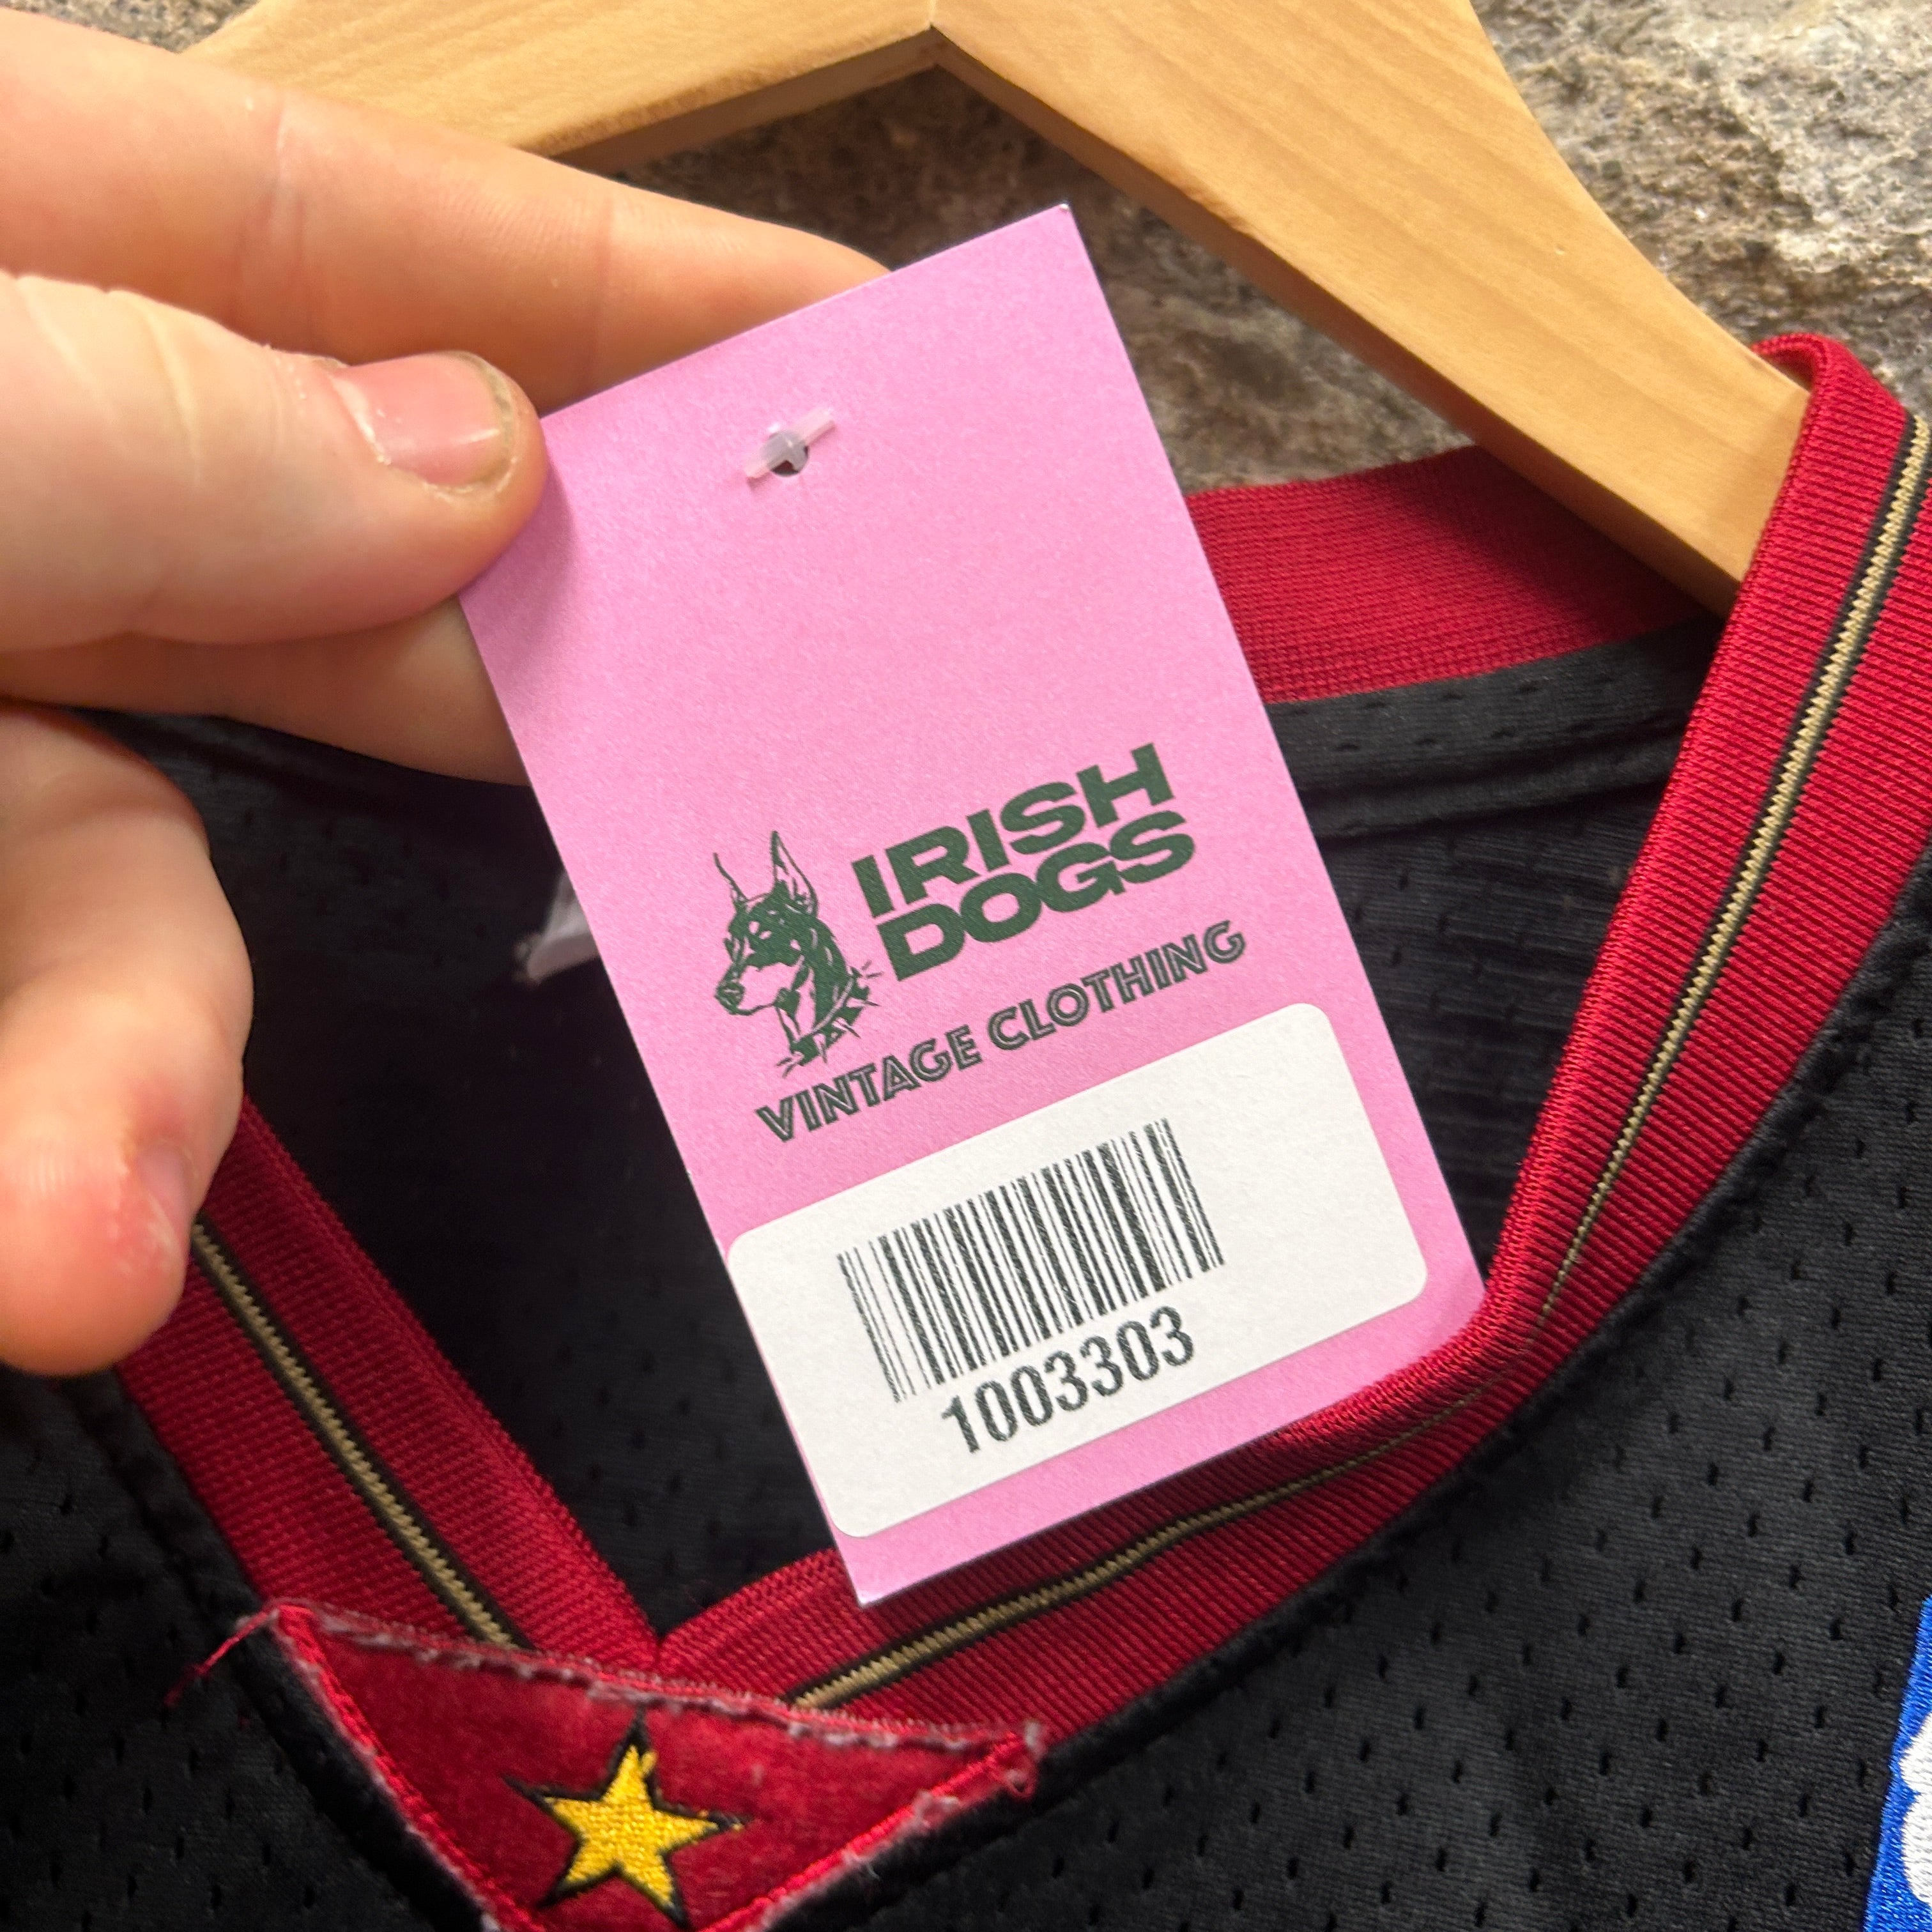 IRISH
DOGS
VINTAGE CLOTHING
1003303